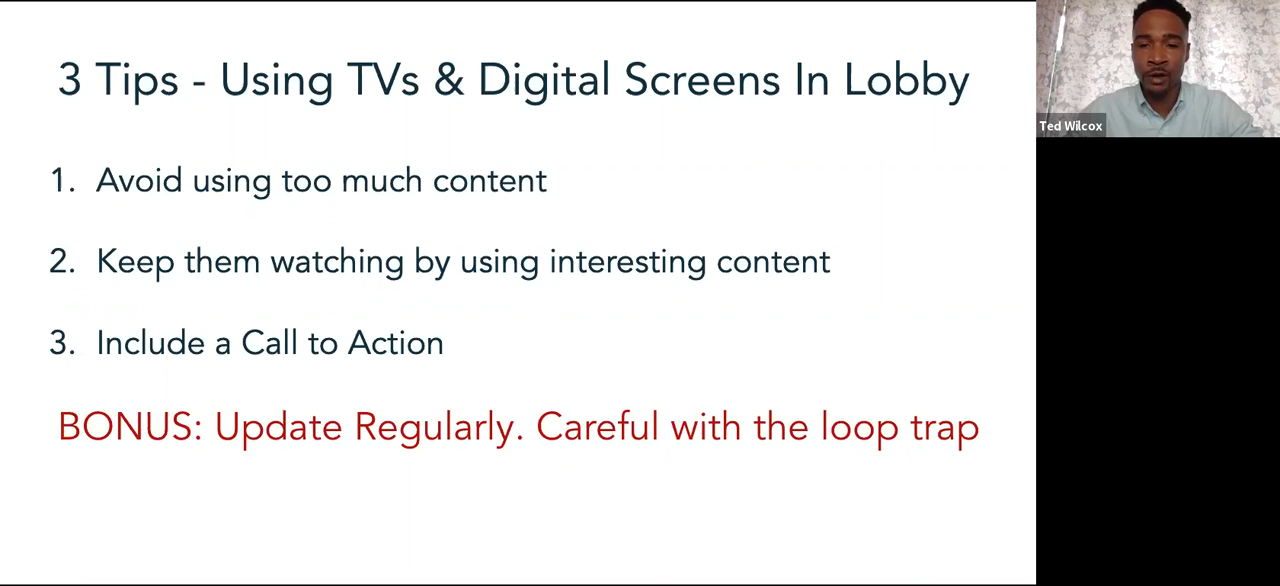 3 Tips - Using TVs & Digital Screens In Lobby
1. Avoid using too much content
2. Keep them watching by using interesting content
3. Include a Call to Action
BONUS: Update Regularly. Careful with the loop trap
Ted Wilcox